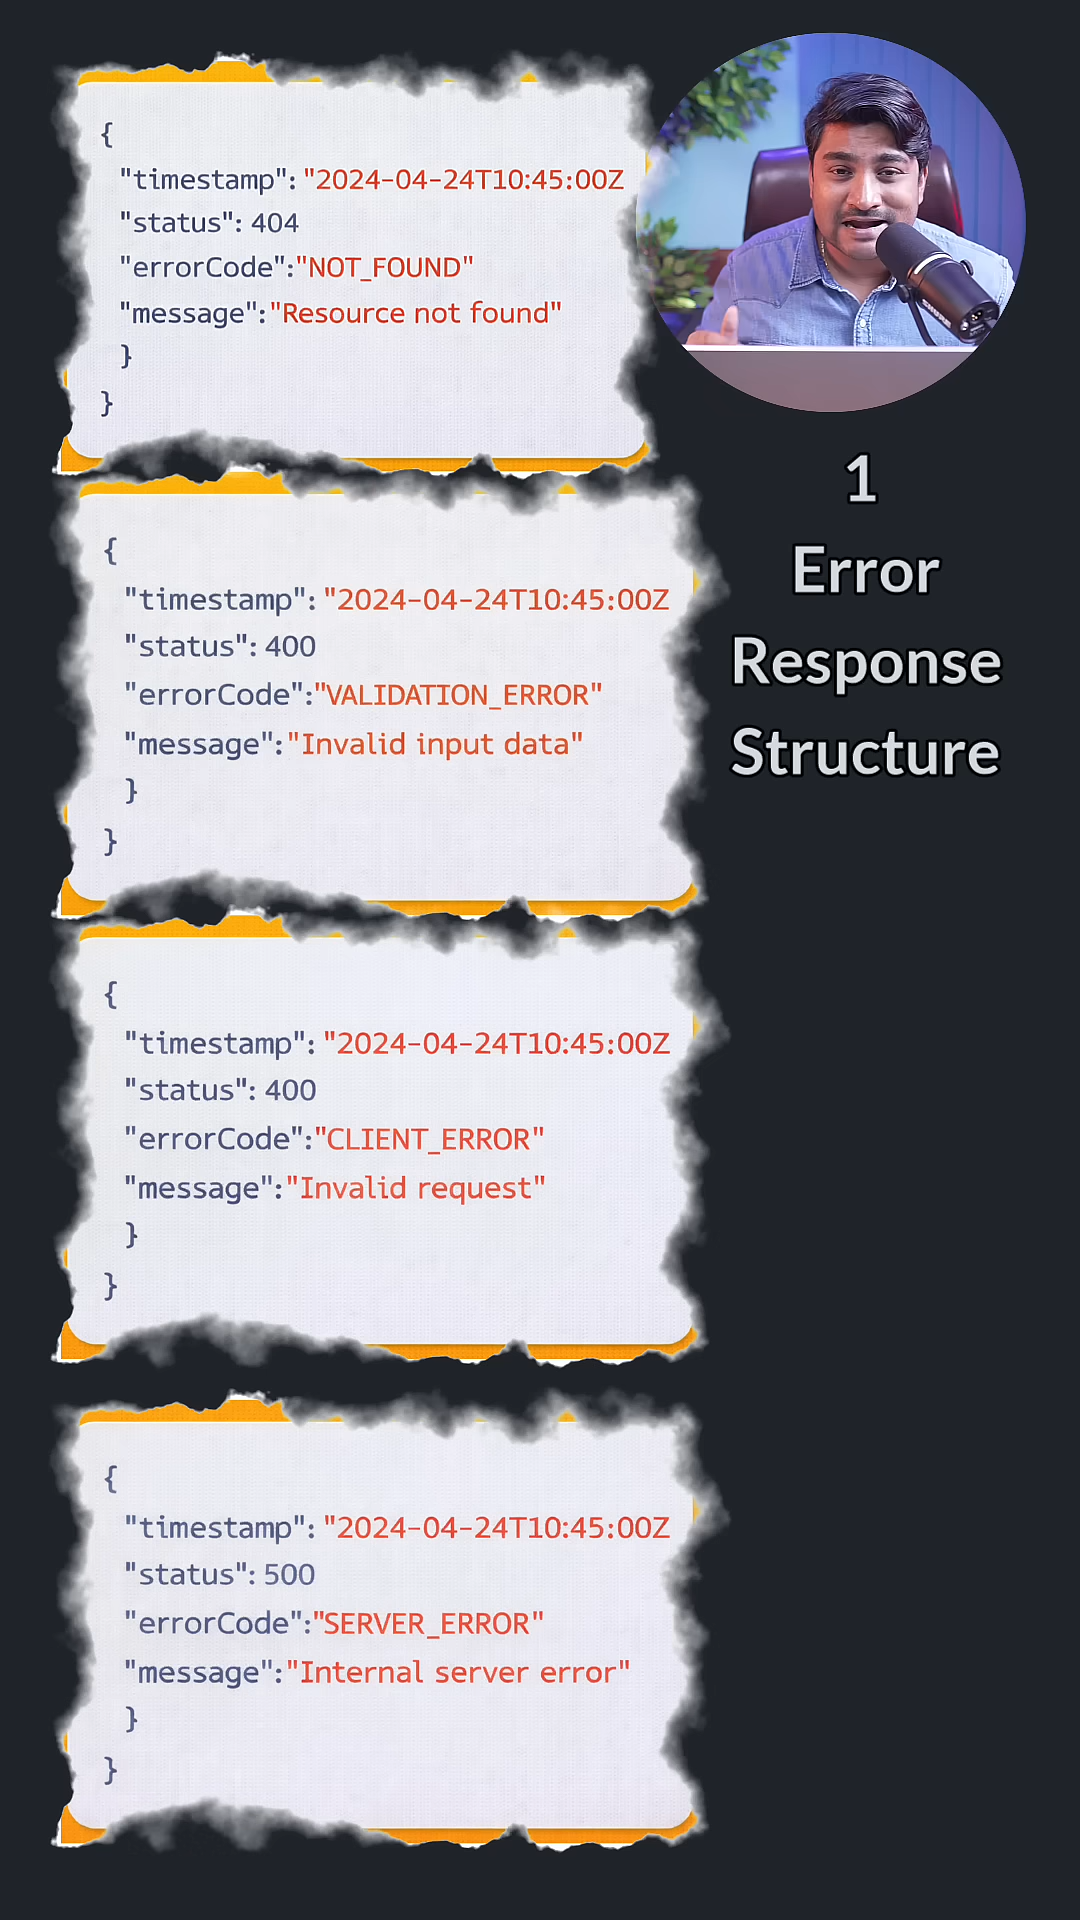 {
"timestamp": "2024-04-24T10:45:00Z
"status": 404
"errorCode":"NOT_FOUND"
"message":"Resource not found"
}
}
1
Error
Response
Structure
{
"timestamp": "2024-04-24T10:45:00Z
"status": 400
"errorCode":"VALIDATION_ERROR"
"message":"Invalid input data"
}
}
{
"timestamp": "2024-04-24T10:45:00Z
"status": 400
"errorCode":"CLIENT_ERROR"
"message":"Invalid request"
}
}
{
"timestamp": "2024-04-24T10:45:00Z
"status": 500
"errorCode":"SERVER_ERROR"
"message":"Internal server error"
}
}